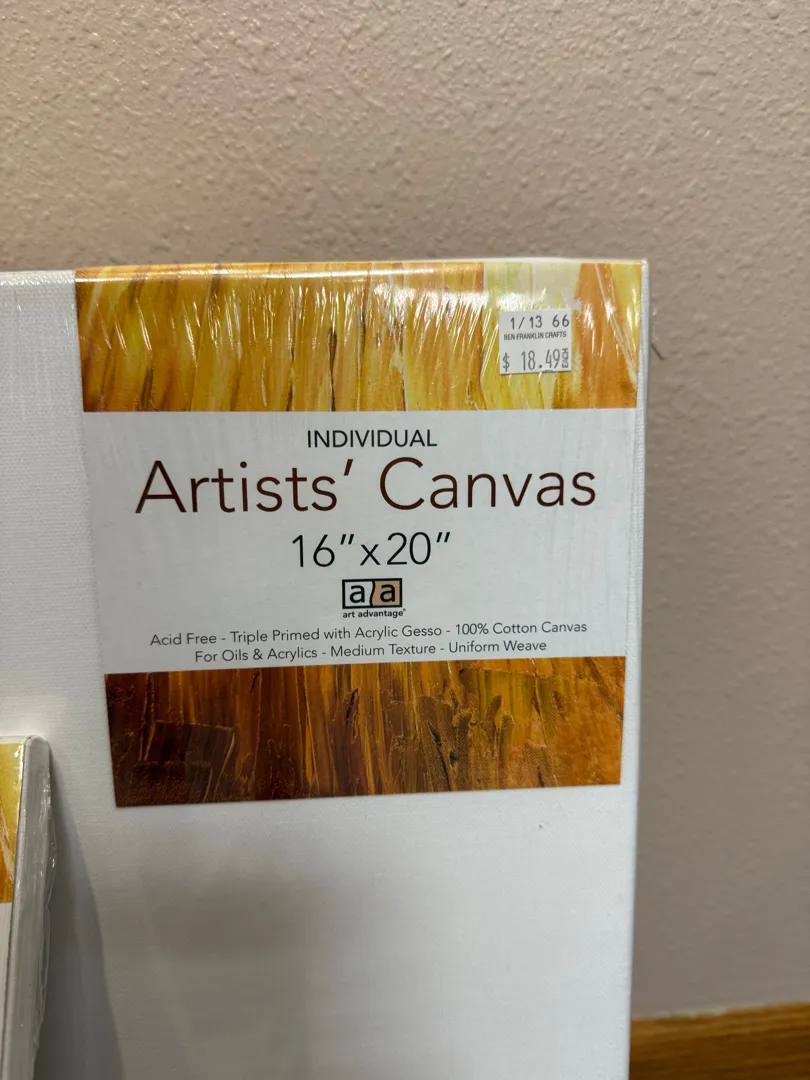 1/13 66
BEN FRANKLIN CRAFTS
$ 18.49
INDIVIDUAL
Artists' Canvas
16"x20"
aa
art advantage®
Acid Free - Triple Primed with Acrylic Gesso - 100% Cotton Canvas
For Oils & Acrylics - Medium Texture - Uniform Weave